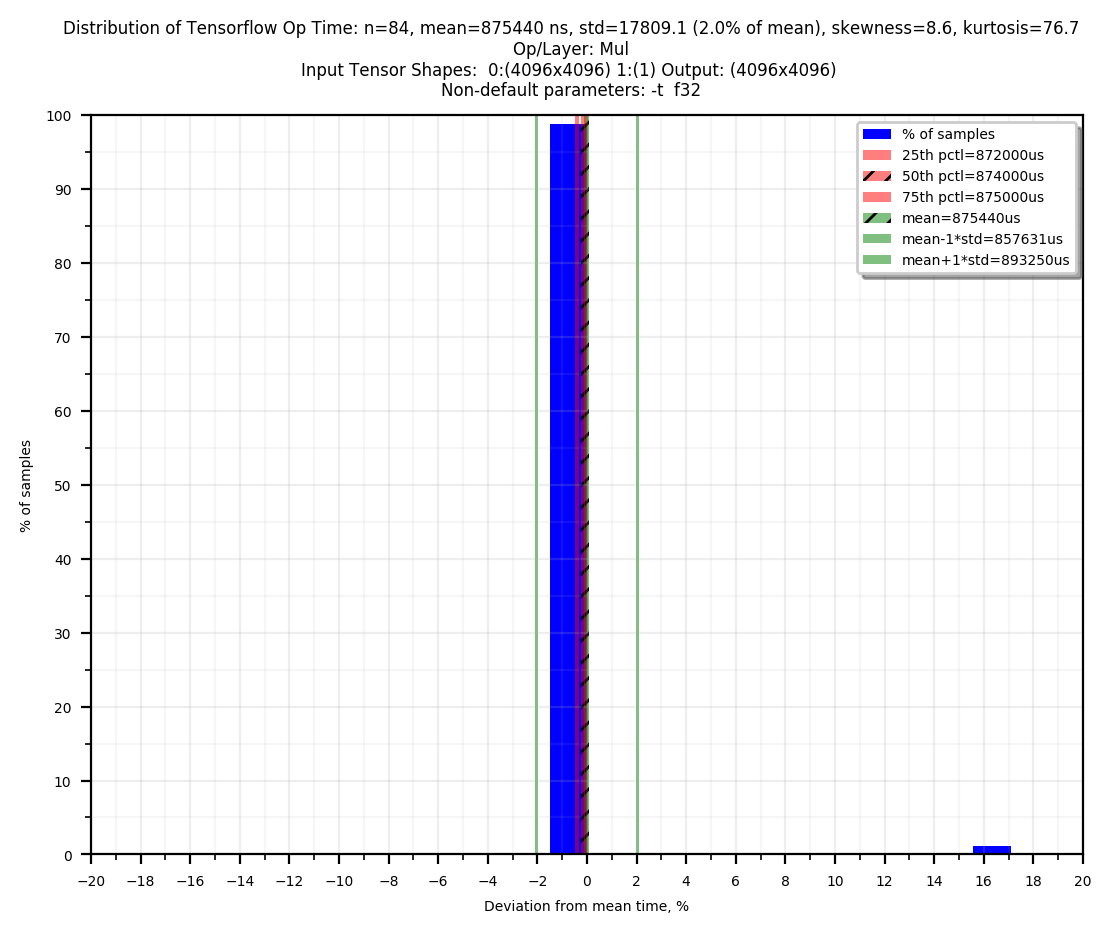 Distribution of Tensorflow Op Time: n=84, mean=875440 ns, std=17809.1 (2.0% of mean), skewness=8.6, kurtosis=76.7
Op/Layer: Mul
Input Tensor Shapes:  0:(4096x4096) 1:(1) Output: (4096x4096)
Non-default parameters: -t  f32
% of samples
25th pctl=872000us
50th pctl=874000us
75th pctl=875000us
mean=875440us
mean-1*std=857631us
mean+1*std=893250us
100
90
80
70
60
50
40
30
20
10
0
% of samples
−20 −18 −16 −14 −12 −10 −8 −6 −4 −2 0 2 4 6 8 10 12 14 16 18 20
Deviation from mean time, %